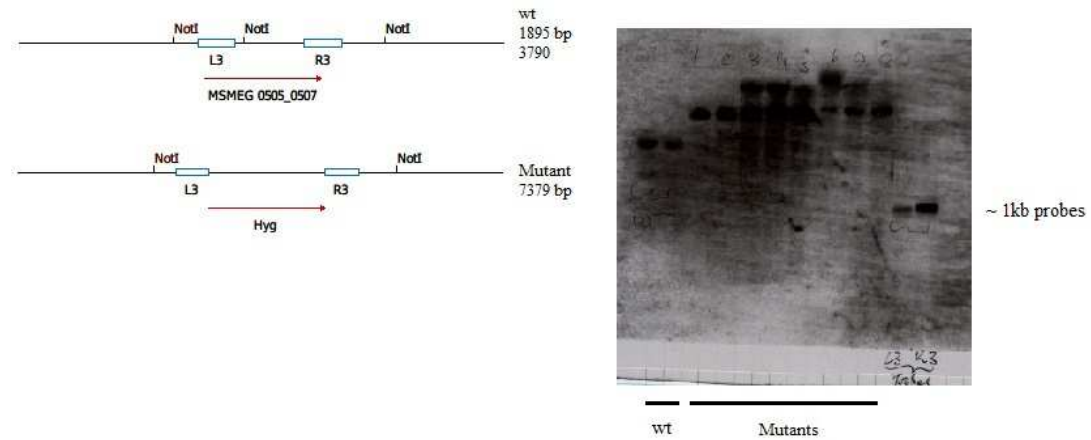 wt
1895 bp
3790
NotI NotI NotI
L3 R3
MSMEG 0505_0507
NotI NotI
Mutant
7379 bp
L3 R3
Hyg
~ 1kb probes
L3
wt
Mutants